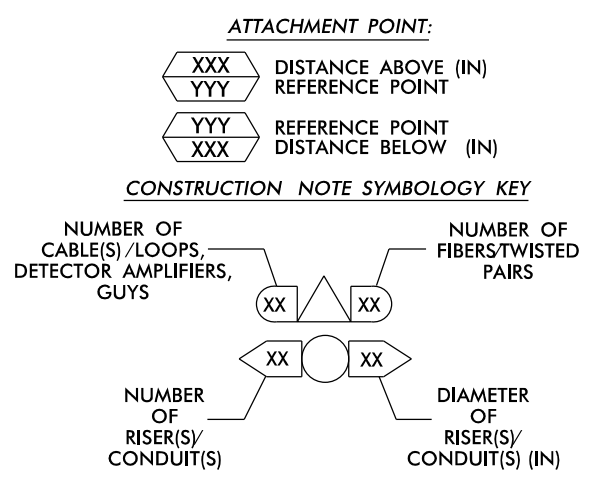 ATTACHMENT POINT:
XXX DISTANCE ABOVE (IN)
YYY REFERENCE POINT
YYY REFERENCE POINT
XXX DISTANCE BELOW (IN)
CONSTRUCTION NOTE SYMBOLOGY KEY
NUMBER OF
CABLE(S)/LOOPS,
DETECTOR AMPLIFIERS,
GUYS
NUMBER OF
FIBERS/TWISTED
PAIRS
XX XX
XX XX
NUMBER
OF
RISER(S)/
CONDUIT(S)
DIAMETER
OF
RISER(S)/
CONDUIT(S) (IN)